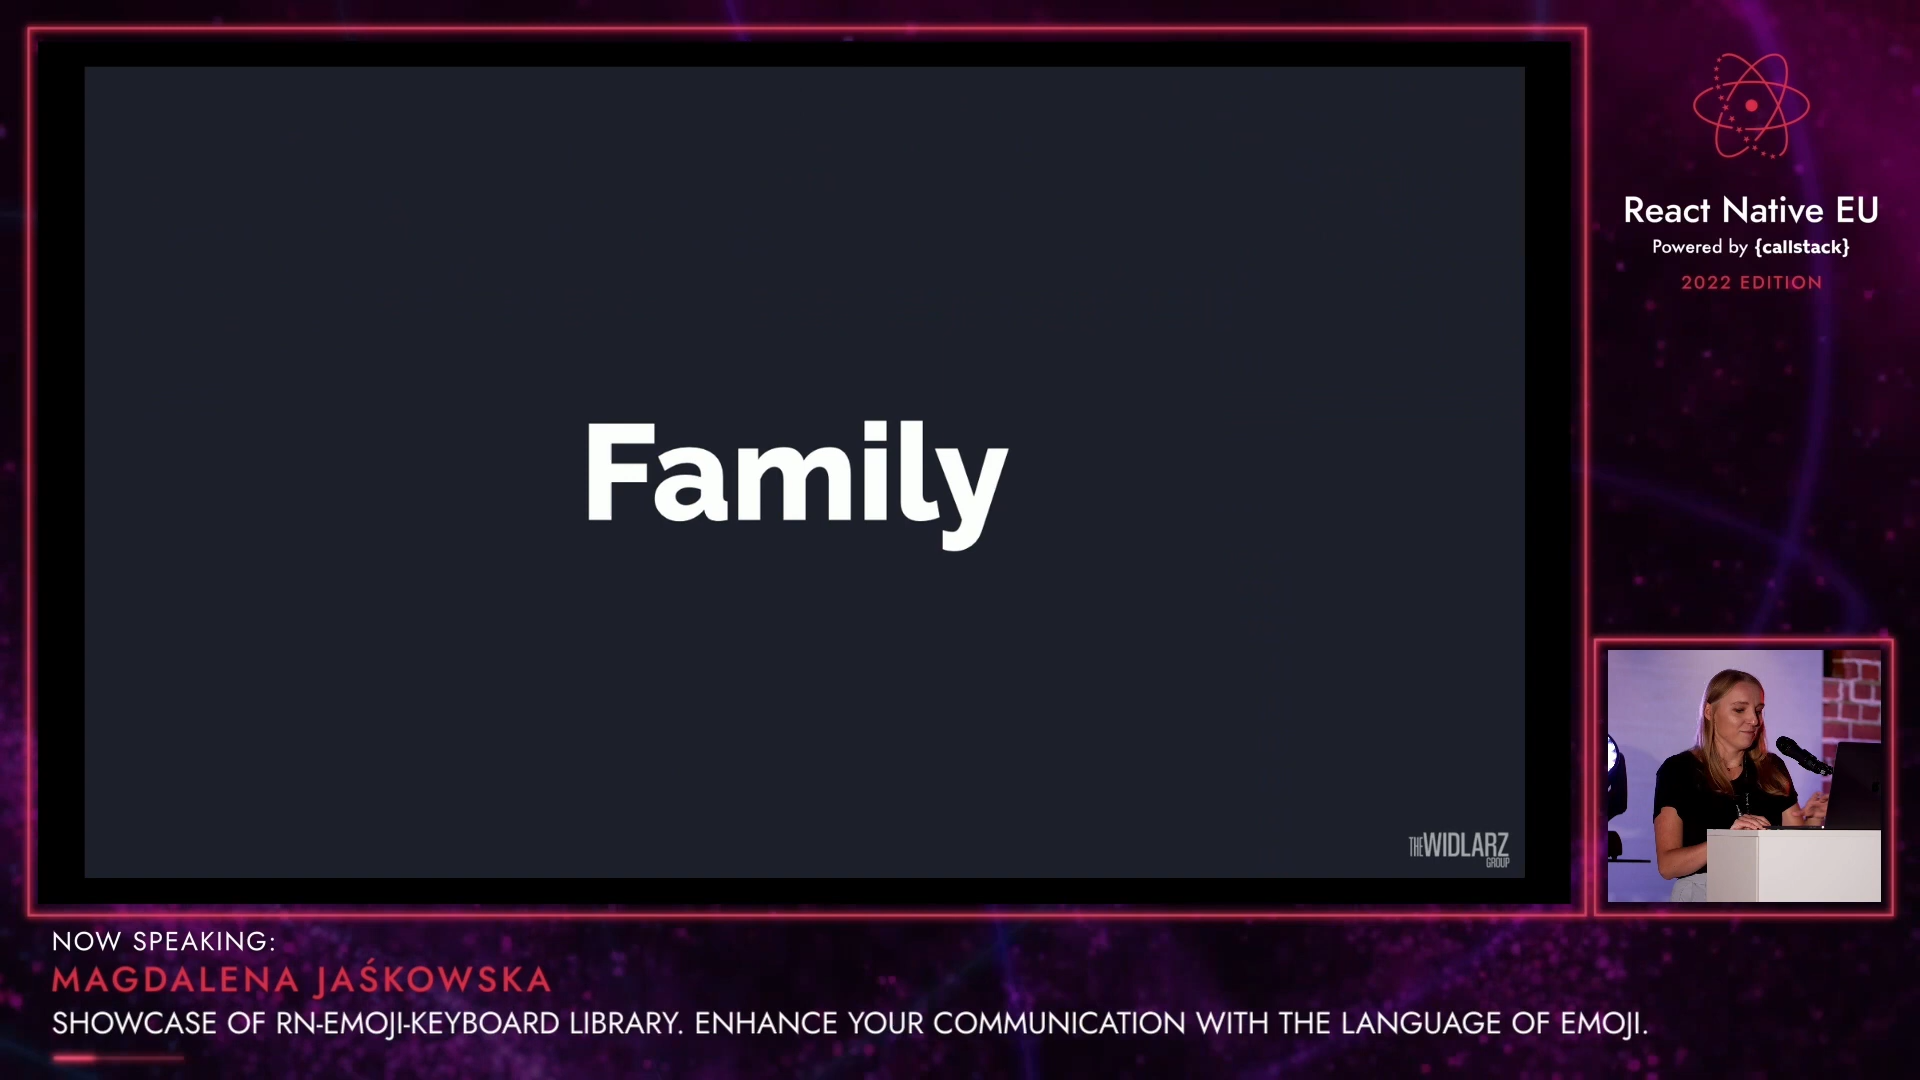 React Native EU
Powered by {callstack}
2022 EDITION
Family
THE WIDLARZ
GROUP
NOW SPEAKING:
MAGDALENA JAŚKOWSKA
SHOWCASE OF RN-EMOJI-KEYBOARD LIBRARY. ENHANCE YOUR COMMUNICATION WITH THE LANGUAGE OF EMOJI.